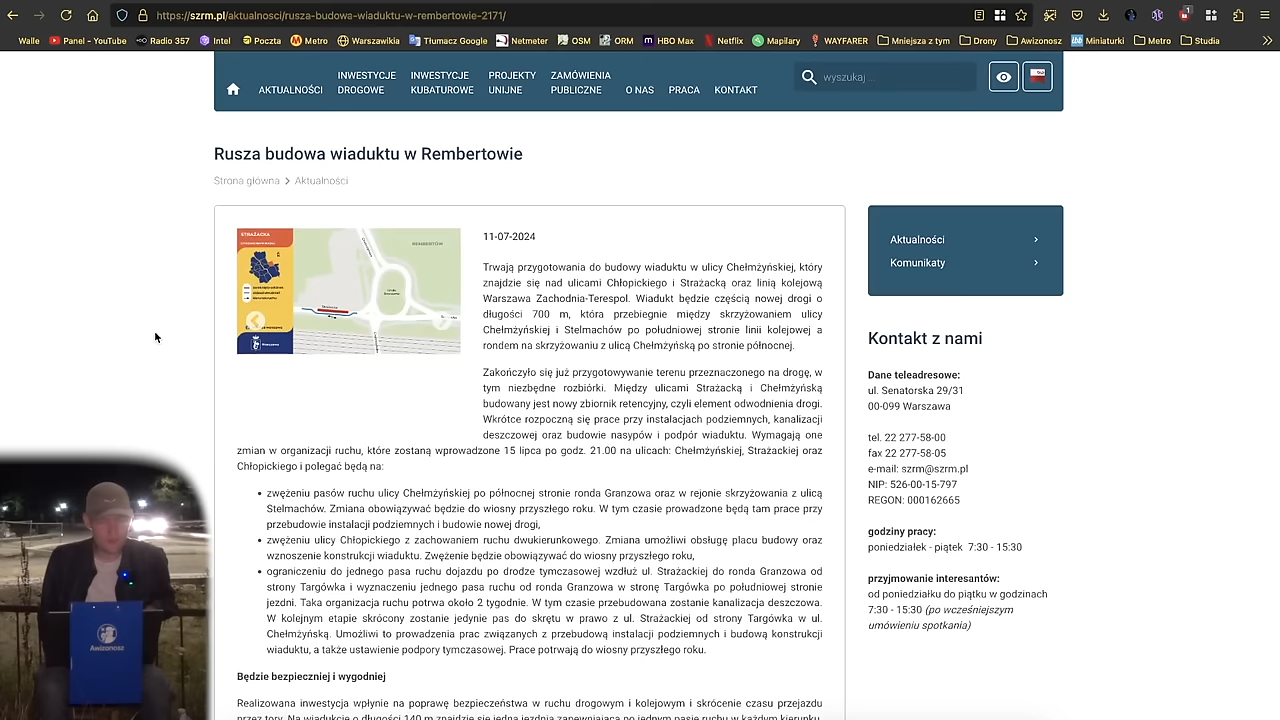 https://szrm.pl/aktualnosci/rusza-budowa-wiaduktu-w-rembertowie-2171/
Walle Panel - YouTube Radio 357 Intel Poczta Metro Warszawikia Tłumacz Google Netmeter OSM ORM HBO Max Netflix Mapilary WAYFARER Mniejsza z tym Drony Awizonosz Miniaturki Metro Studia
AKTUALNOŚCI INWESTYCJE DROGOWE INWESTYCJE KUBATUROWE PROJEKTY UNIJNE ZAMÓWIENIA PUBLICZNE O NAS PRACA KONTAKT
wyszukaj ...
Rusza budowa wiaduktu w Rembertowie
Strona główna > Aktualności
STRAŻACKA
REMBERTÓW
11-07-2024
Trwają przygotowania do budowy wiaduktu w ulicy Chełmżyńskiej, który
znajdzie się nad ulicami Chłopickiego i Strażacką oraz linią kolejową
Warszawa Zachodnia-Terespol. Wiadukt będzie częścią nowej drogi o
długości 700 m, która przebiegnie między skrzyżowaniem ulicy
Chełmżyńskiej i Stelmachów po południowej stronie linii kolejowej a
rondem na skrzyżowaniu z ulicą Chełmżyńską po stronie północnej.
Zakończyło się już przygotowywanie terenu przeznaczonego na drogę, w
tym niezbędne rozbiórki. Między ulicami Strażacką i Chełmżyńską
budowany jest nowy zbiornik retencyjny, czyli element odwodnienia drogi.
Wkrótce rozpoczną się prace przy instalacjach podziemnych, kanalizacji
deszczowej oraz budowie nasypów i podpór wiaduktu. Wymagają one
zmian w organizacji ruchu, które zostaną wprowadzone 15 lipca po godz. 21.00 na ulicach: Chełmżyńskiej, Strażackiej oraz
Chłopickiego i polegać będą na:
• zwężeniu pasów ruchu ulicy Chełmżyńskiej po północnej stronie ronda Granzowa oraz w rejonie skrzyżowania z ulicą
Stelmachów. Zmiana obowiązywać będzie do wiosny przyszłego roku. W tym czasie prowadzone będą tam prace przy
przebudowie instalacji podziemnych i budowie nowej drogi,
• zwężeniu ulicy Chłopickiego z zachowaniem ruchu dwukierunkowego. Zmiana umożliwi obsługę placu budowy oraz
wznoszenie konstrukcji wiaduktu. Zwężenie będzie obowiązywać do wiosny przyszłego roku,
• ograniczeniu do jednego pasa ruchu dojazdu po drodze tymczasowej wzdłuż ul. Strażackiej do ronda Granzowa od
strony Targówka i wyznaczeniu jednego pasa ruchu od ronda Granzowa w stronę Targówka po południowej stronie
jezdni. Taka organizacja ruchu potrwa około 2 tygodnie. W tym czasie przebudowana zostanie kanalizacja deszczowa.
W kolejnym etapie skrócony zostanie jedynie pas do skrętu w prawo z ul. Strażackiej od strony Targówka w ul.
Chełmżyńską. Umożliwi to prowadzenia prac związanych z przebudową instalacji podziemnych i budową konstrukcji
wiaduktu, a także ustawienie podpory tymczasowej. Prace potrwają do wiosny przyszłego roku.
Będzie bezpieczniej i wygodniej
Realizowana inwestycja wpłynie na poprawę bezpieczeństwa w ruchu drogowym i kolejowym i skrócenie czasu przejazdu
przez tory. Na wiadukcie o długości 140 m znajdzie się jedna jezdnia zapewniająca po jednym pasie ruchu w każdym kierunku,
Aktualności
Komunikaty
Kontakt z nami
Dane teleadresowe:
ul. Senatorska 29/31
00-099 Warszawa
tel. 22 277-58-00
fax 22 277-58-05
e-mail: szrm@szrm.pl
NIP: 526-00-15-797
REGON: 000162665
godziny pracy:
poniedziałek - piątek 7:30 - 15:30
przyjmowanie interesantów:
od poniedziałku do piątku w godzinach
7:30 - 15:30 (po wcześniejszym
umówieniu spotkania)
Awizonosz